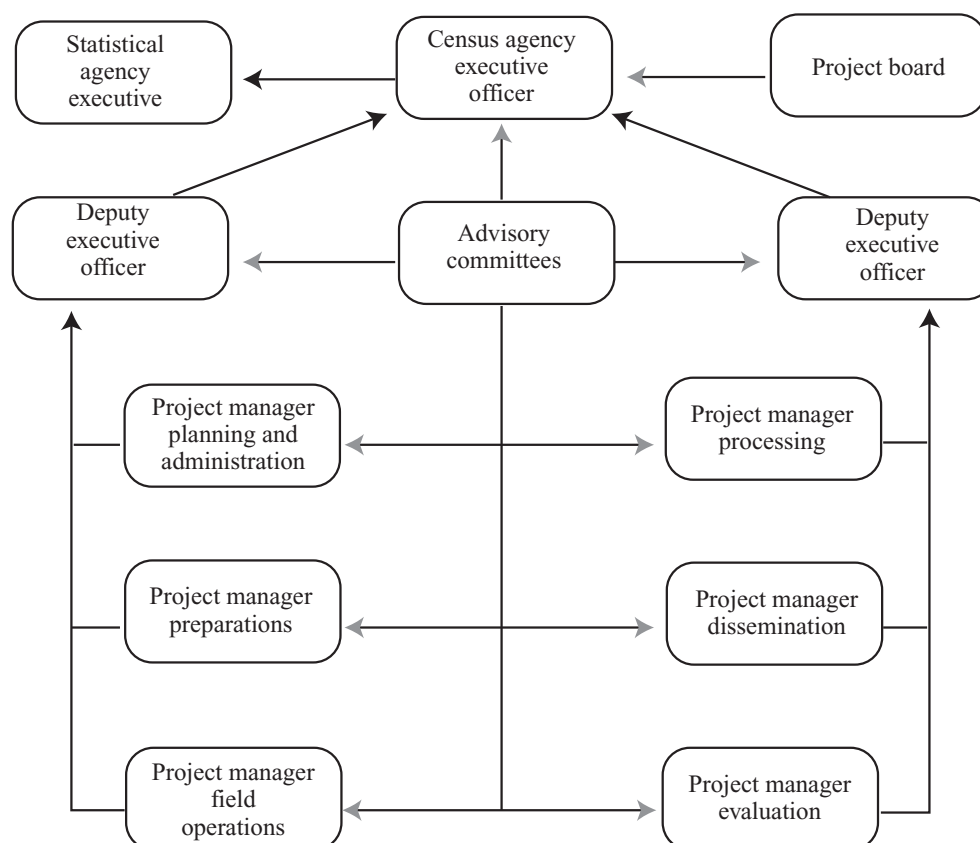 Statistical
agency
executive
Census agency
executive
officer
Project board
Deputy
executive
officer
Advisory
committees
Deputy
executive
officer
Project manager
planning and
administration
Project manager
processing
Project manager
preparations
Project manager
dissemination
Project manager
field
operations
Project manager
evaluation